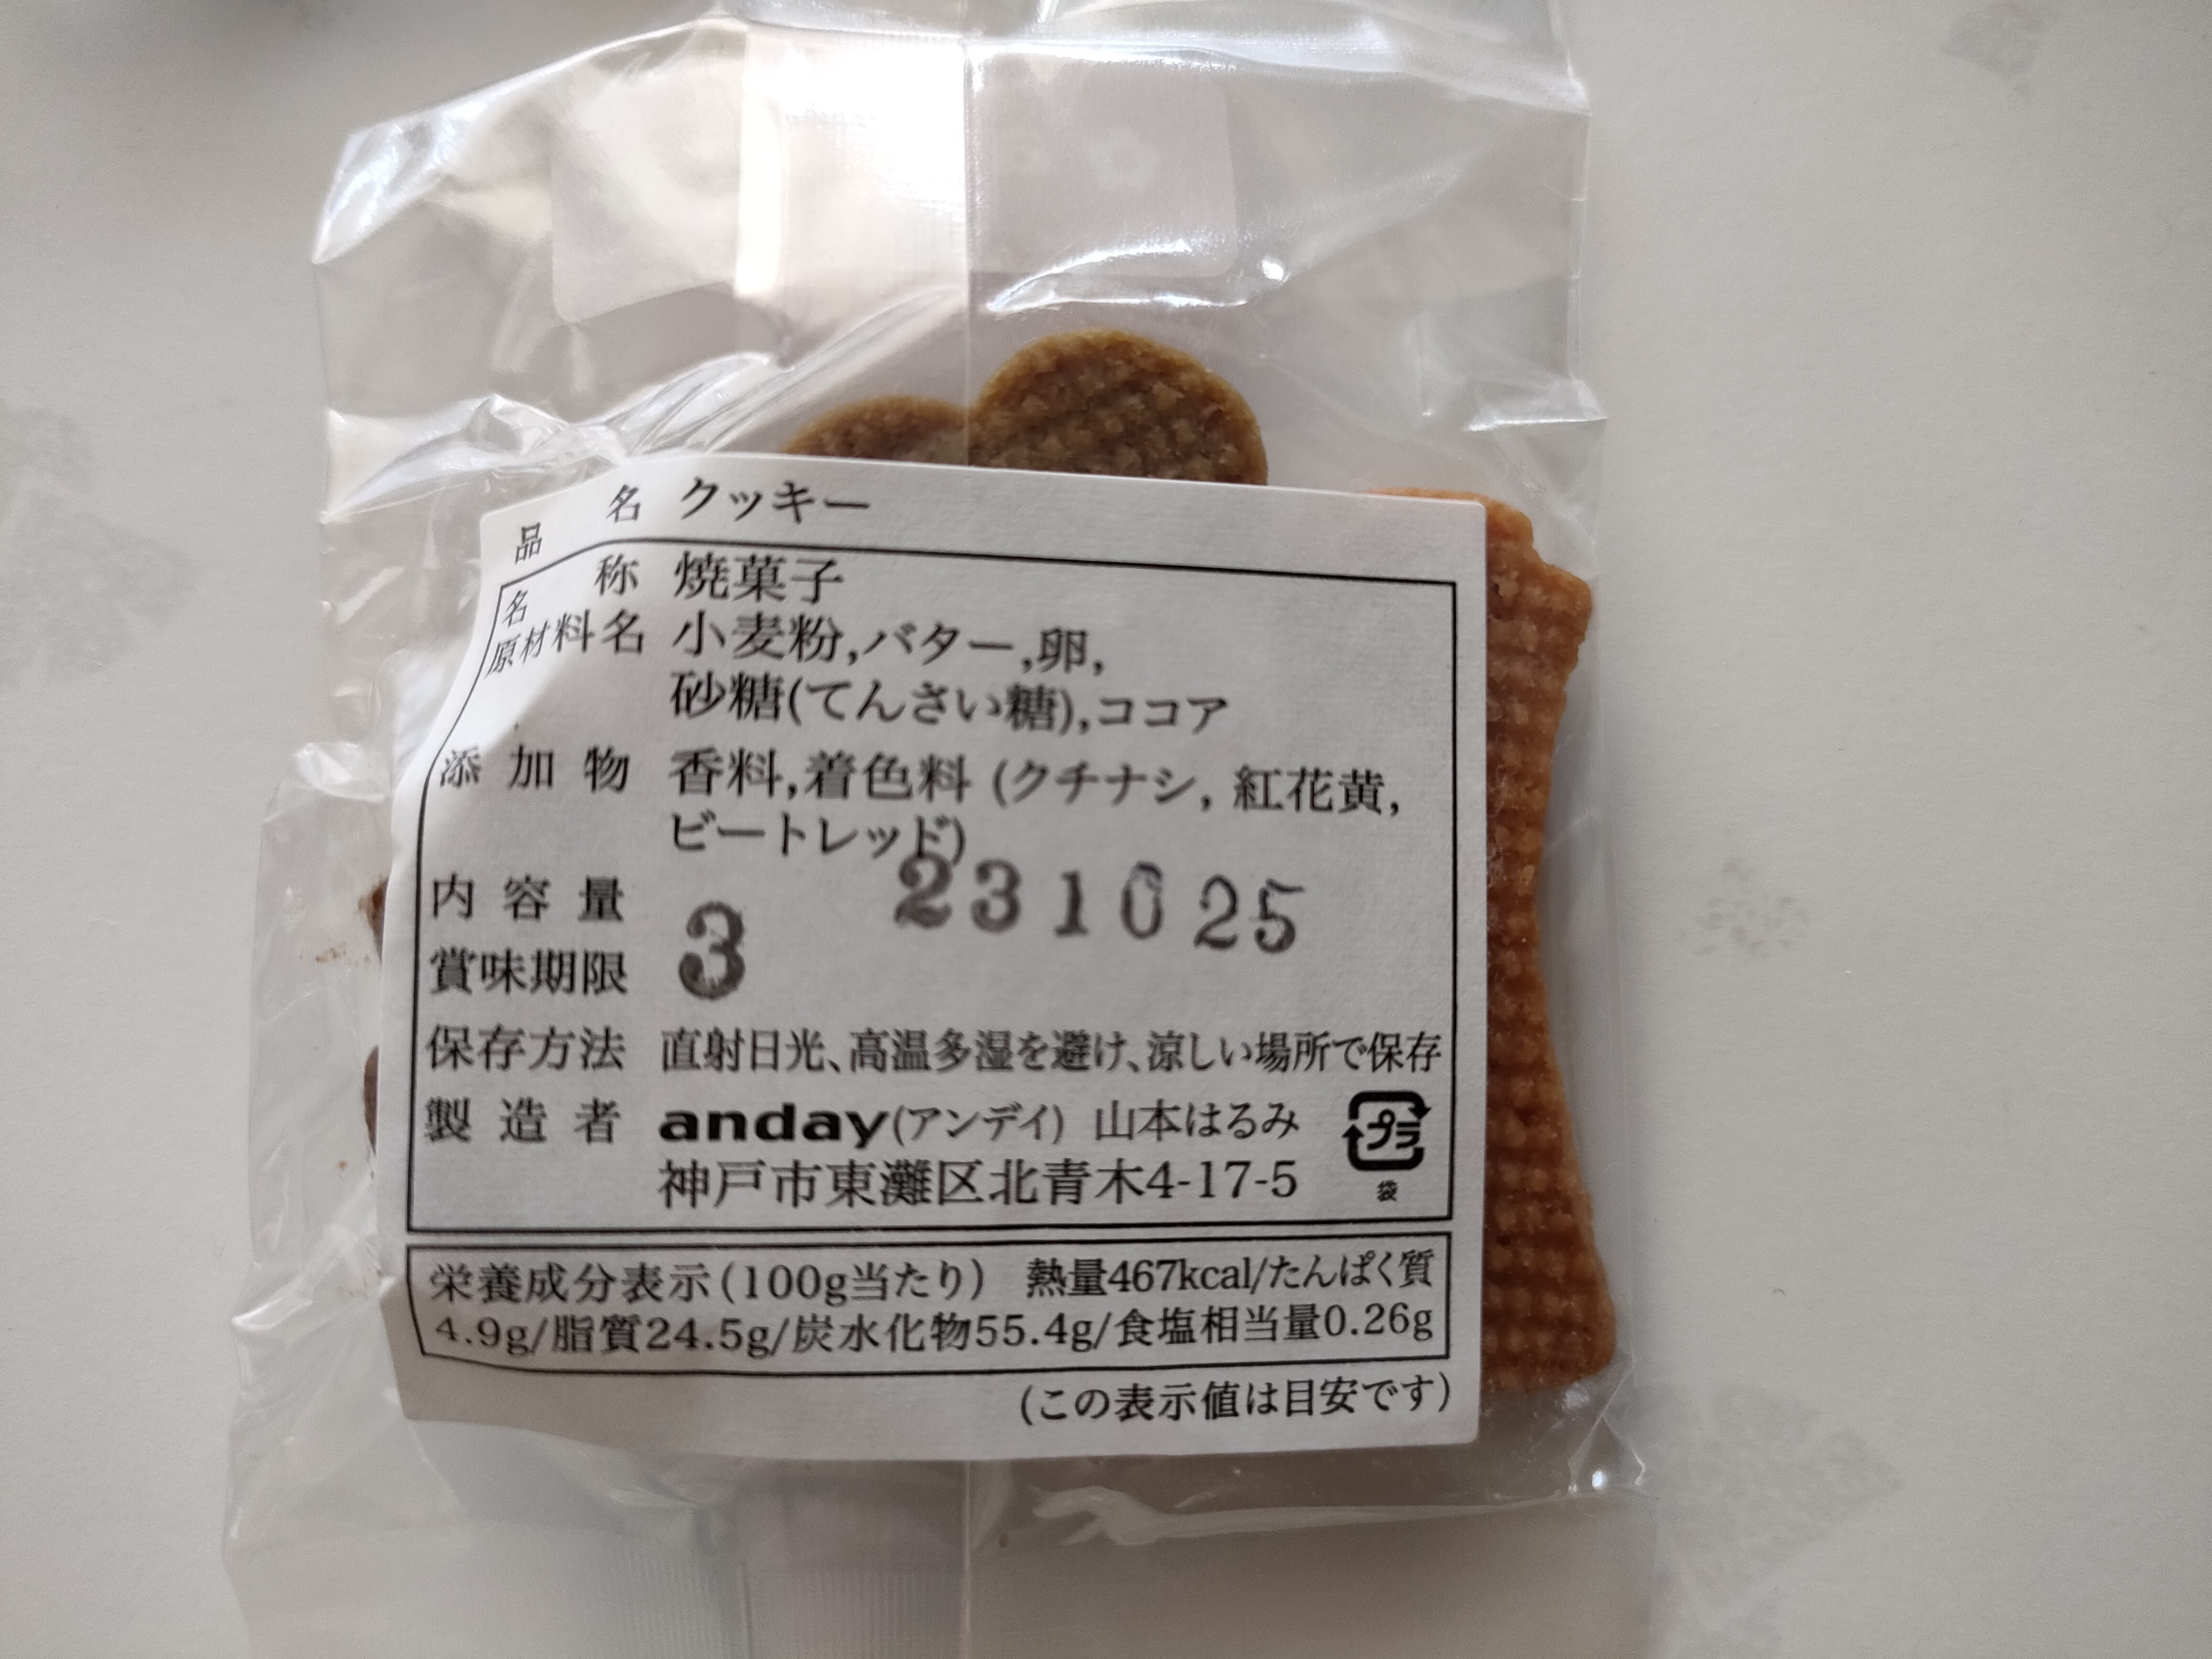 品名 クッキー
名称 焼菓子
原材料名 小麦粉,バター,卵,
砂糖(てんさい糖),ココア
添加物 香料,着色料 (クチナシ, 紅花黄,
ビートレッド)
内容量 3
231025
賞味期限
保存方法 直射日光、高温多湿を避け、涼しい場所で保存
製造者 anday(アンデイ) 山本はるみ
神戸市東灘区北青木4-17-5
プラ
袋
栄養成分表示(100g当たり) 熱量467kcal/たんぱく質
4.9g/脂質24.5g/炭水化物55.4g/食塩相当量0.26g
(この表示値は目安です)